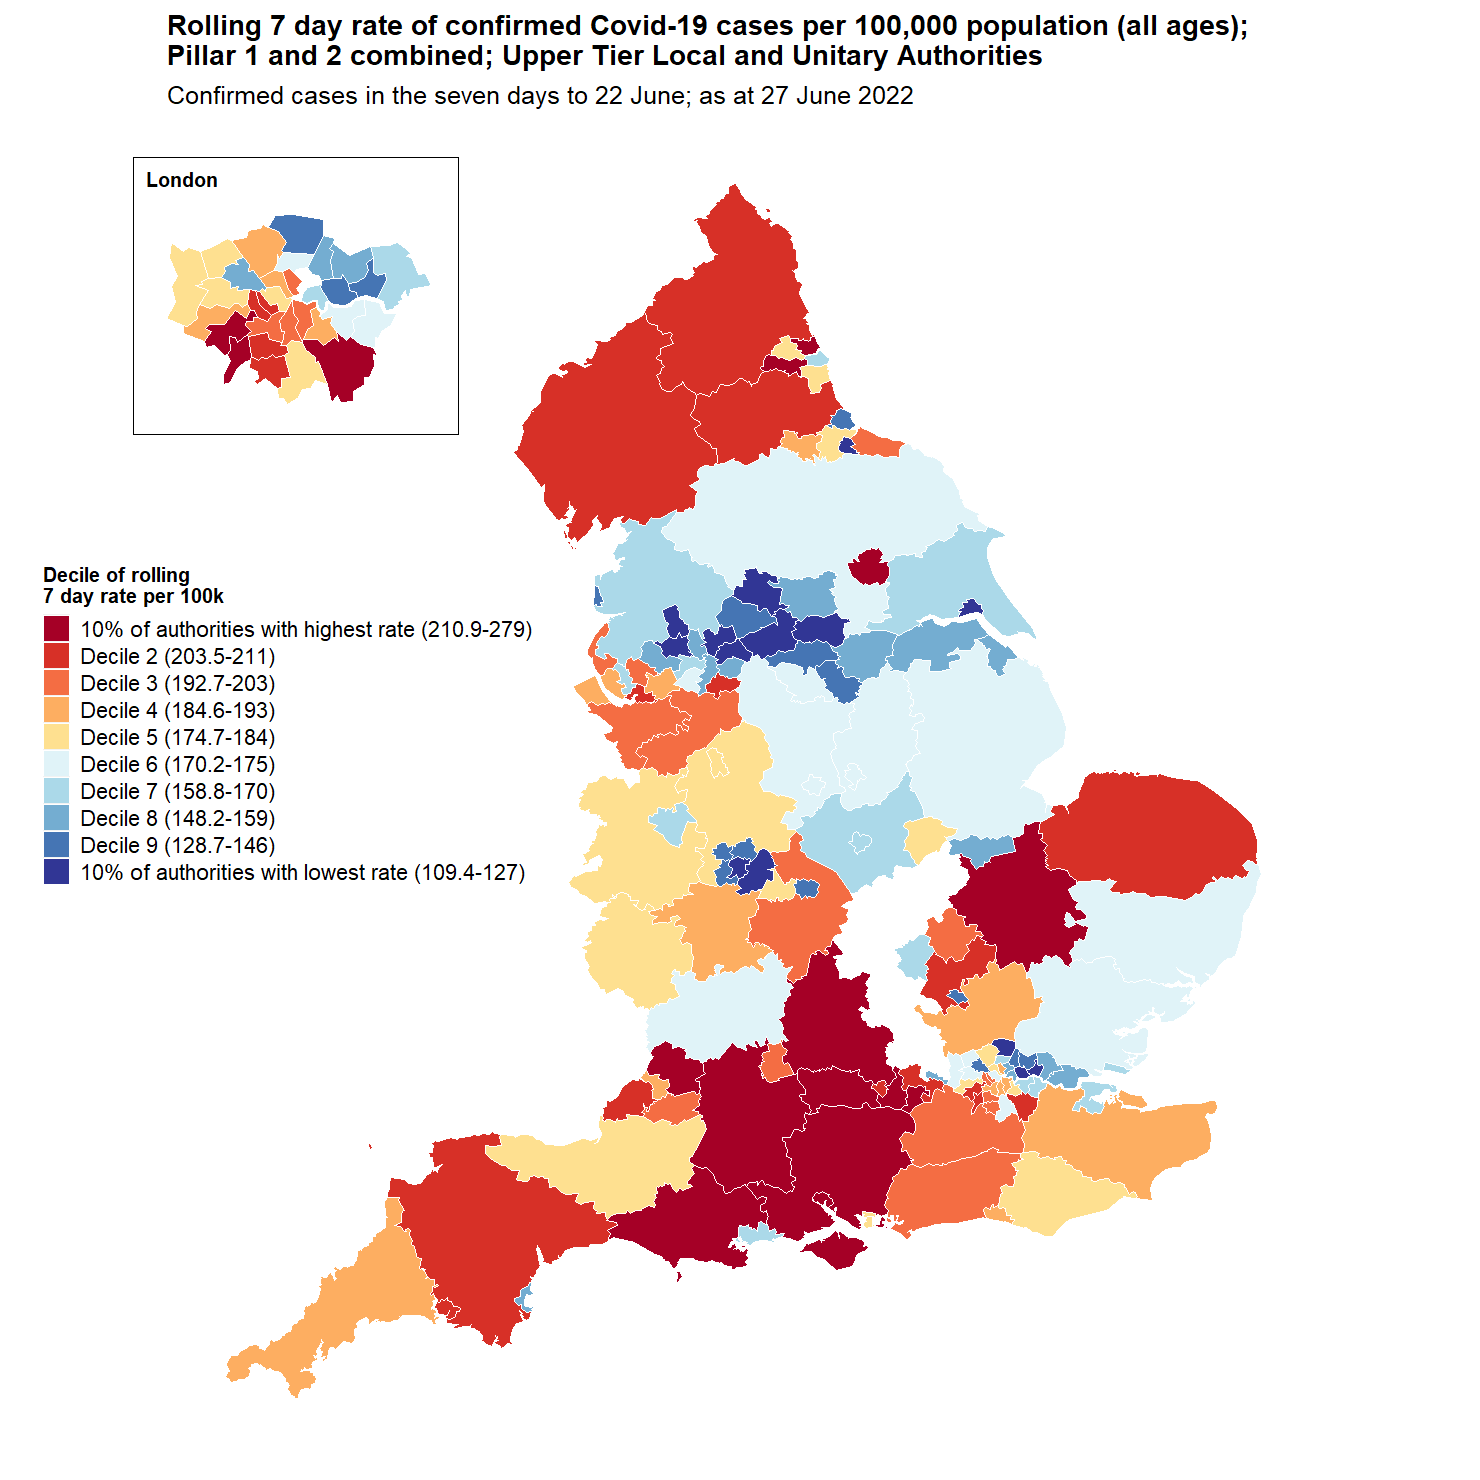 Rolling 7 day rate of confirmed Covid-19 cases per 100,000 population (all ages);
Pillar 1 and 2 combined; Upper Tier Local and Unitary Authorities
Confirmed cases in the seven days to 22 June; as at 27 June 2022
London
Decile of rolling
7 day rate per 100k
10% of authorities with highest rate (210.9-279)
Decile 2 (203.5-211)
Decile 3 (192.7-203)
Decile 4 (184.6-193)
Decile 5 (174.7-184)
Decile 6 (170.2-175)
Decile 7 (158.8-170)
Decile 8 (148.2-159)
Decile 9 (128.7-146)
10% of authorities with lowest rate (109.4-127)